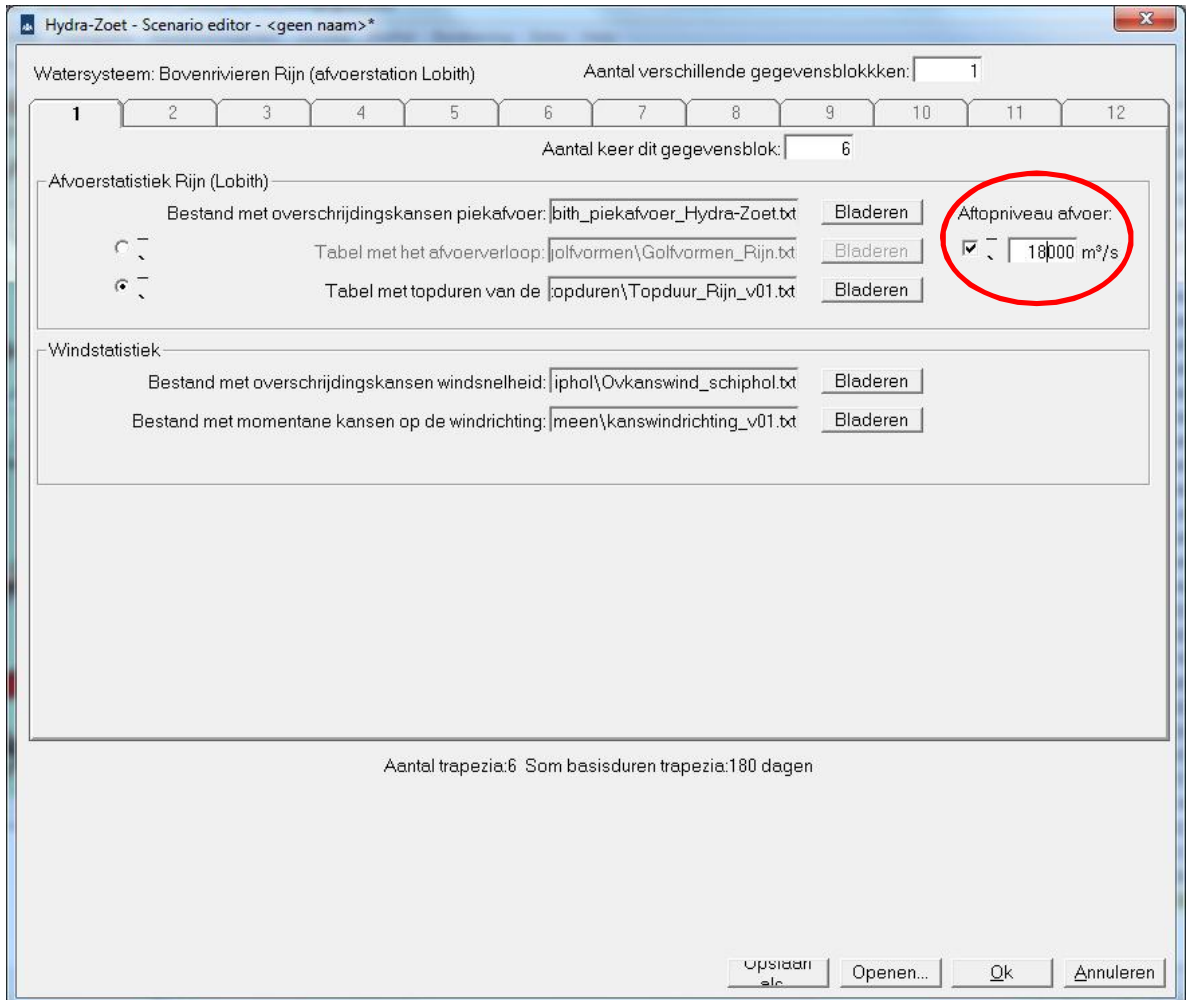 Hydra-Zoet - Scenario editor - <geen naam>*
Watersysteem: Bovenrivieren Rijn (afvoerstation Lobith)
Aantal verschillende gegevensblokkken: 1
1 2 3 4 5 6 7 8 9 10 11 12
Aantal keer dit gegevensblok: 6
Afvoerstatistiek Rijn (Lobith)
Bestand met overschrijdingskansen piekafvoer: bith_piekafvoer_Hydra-Zoet.txt Bladeren Aftopniveau afvoer:
Tabel met het afvoerverloop: golfvormen\Golfvormen_Rijn.txt Bladeren 18000 m³/s
Tabel met topduren van de topduren\Topduur_Rijn_v01.txt Bladeren
Windstatistiek
Bestand met overschrijdingskansen windsnelheid: iphol\Ovkanswind_schiphol.txt Bladeren
Bestand met momentane kansen op de windrichting: meen\kanswindrichting_v01.txt Bladeren
Aantal trapezia:6 Som basisduren trapezia:180 dagen
Opslaan als Openen... Ok Annuleren